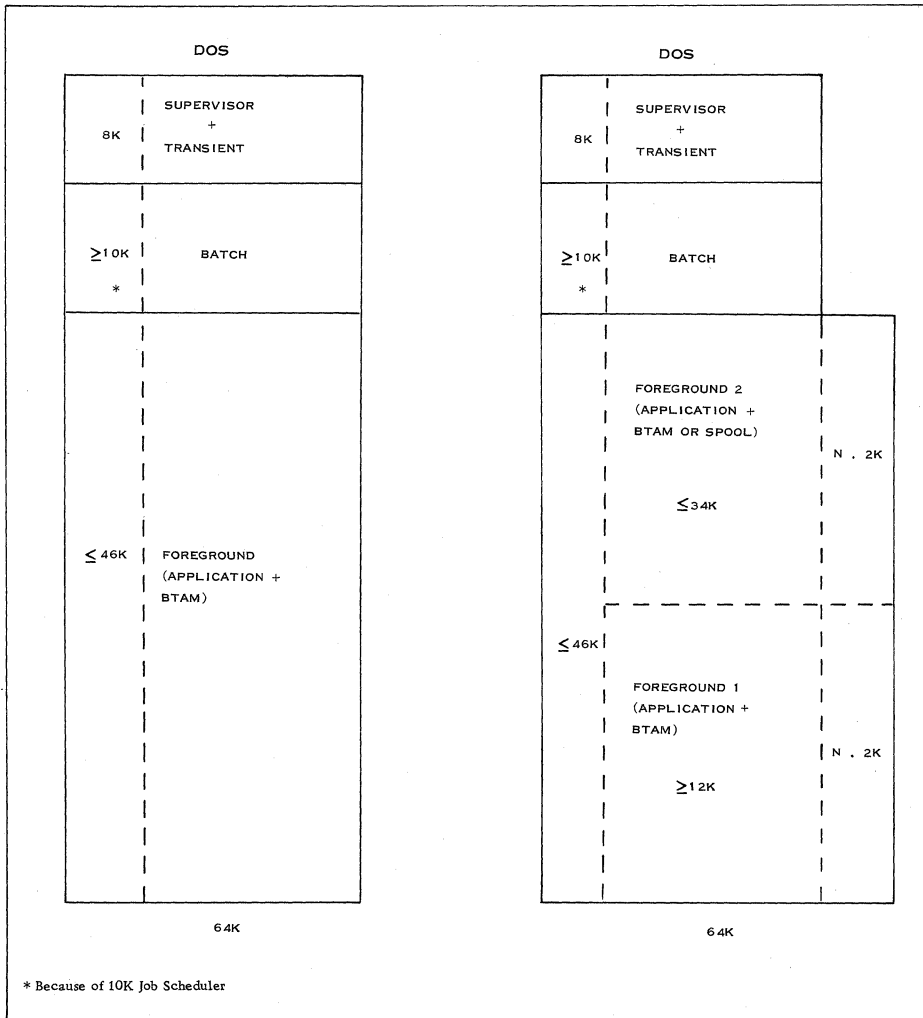 DOS
SUPERVISOR
+
8K
TRANSIENT
≥10K
BATCH
*
≤46K
FOREGROUND
(APPLICATION +
BTAM)
64K
DOS
SUPERVISOR
+
8K
TRANSIENT
≥10K
BATCH
*
FOREGROUND 2
(APPLICATION +
BTAM OR SPOOL)
N . 2K
≤34K
≤46K
FOREGROUND 1
(APPLICATION +
BTAM)
N . 2K
≥12K
64K
* Because of 10K Job Scheduler